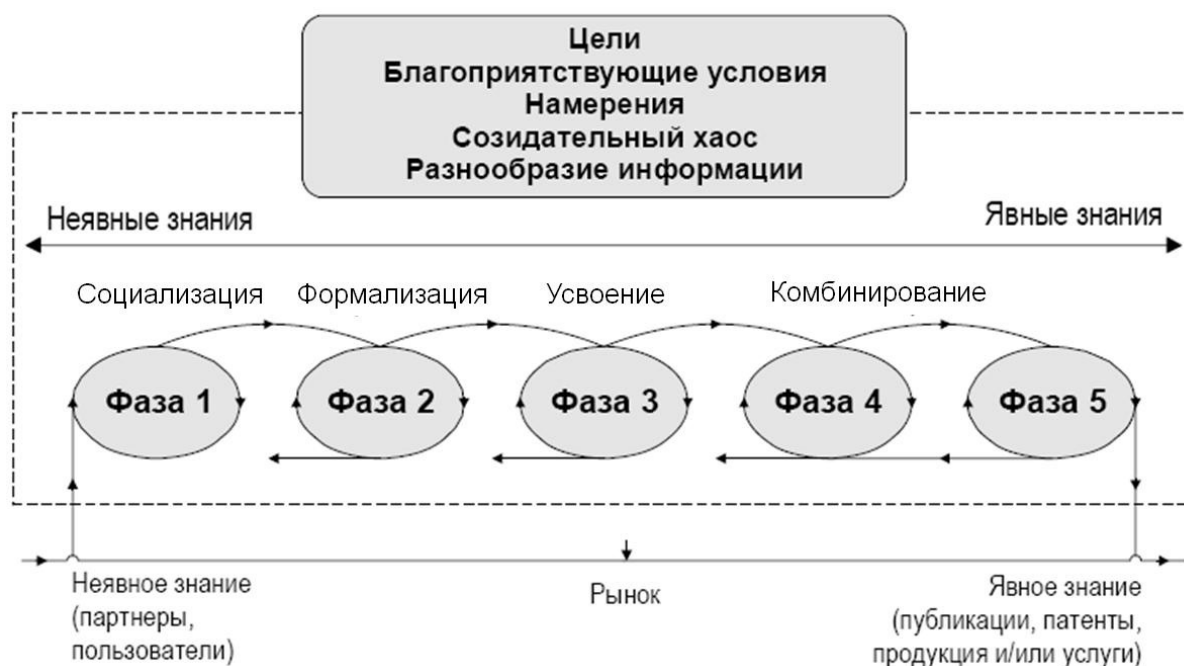 Цели
Благоприятствующие условия
Намерения
Созидательный хаос
Разнообразие информации
Неявные знания
Явные знания
Социализация
Формализация
Усвоение
Комбинирование
Фаза 1
Фаза 2
Фаза 3
Фаза 4
Фаза 5
Неявное знание
(партнеры,
пользователи)
Рынок
Явное знание
(публикации, патенты,
продукция и/или услуги)